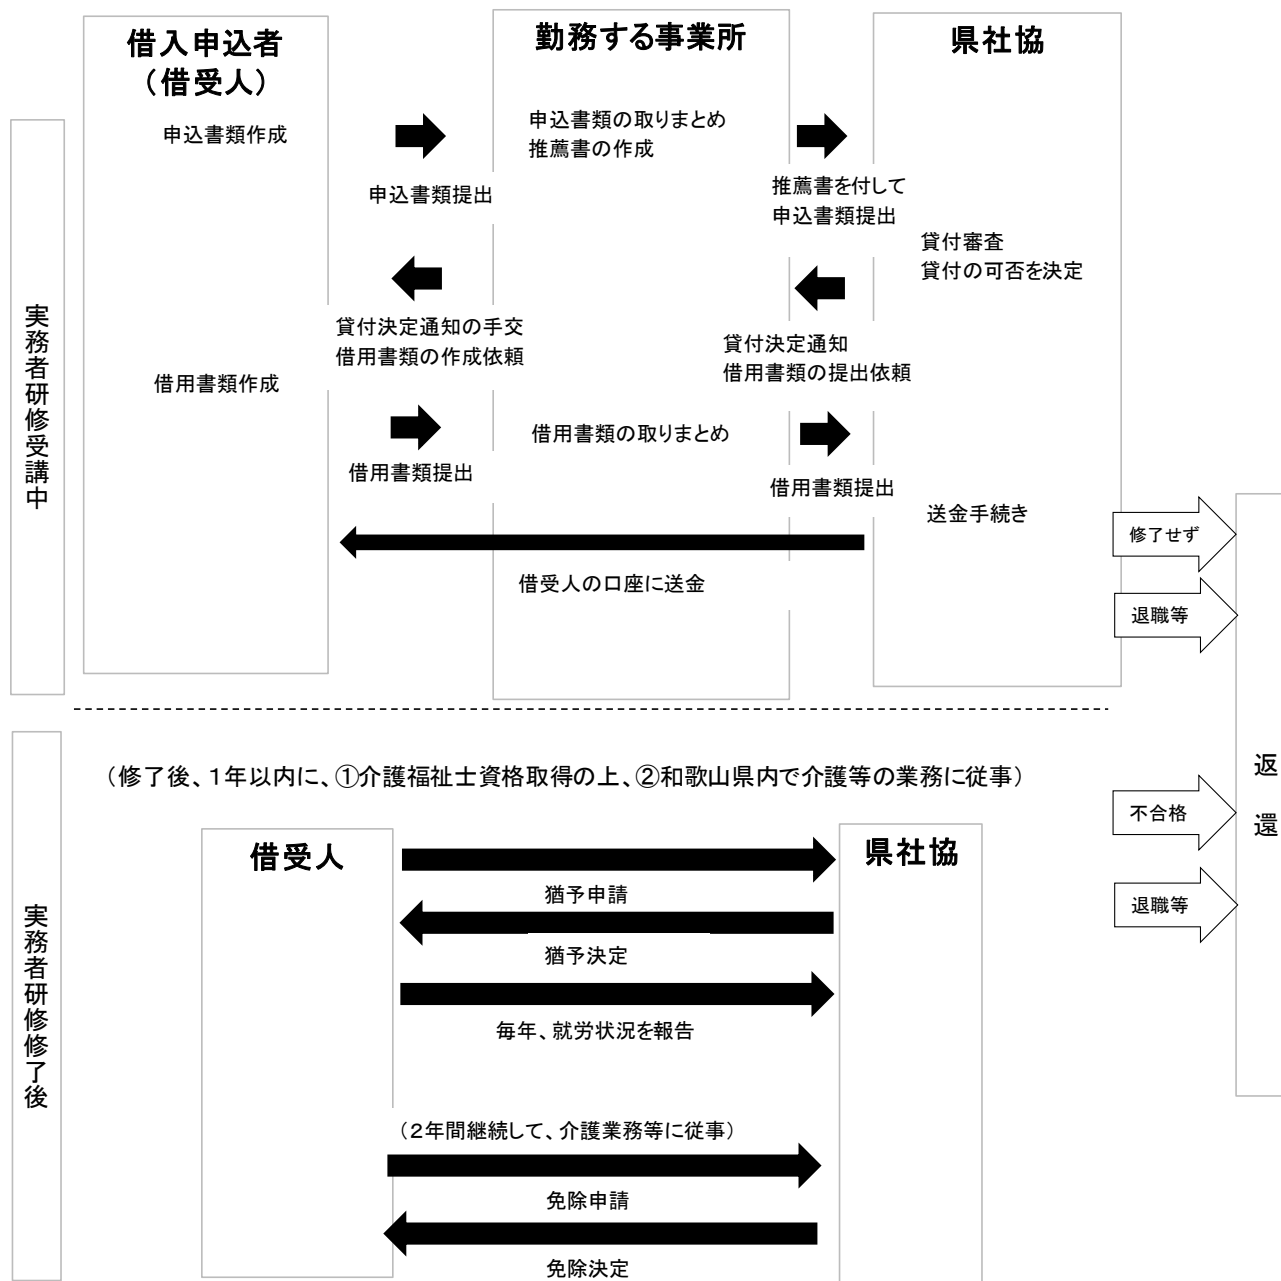 借入申込者
（借受人）
勤務する事業所
県社協
実務者研修受講中
申込書類作成
申込書類提出
申込書類の取りまとめ
推薦書の作成
推薦書を付して
申込書類提出
貸付審査
貸付の可否を決定
貸付決定通知の手交
借用書類の作成依頼
貸付決定通知
借用書類の提出依頼
借用書類作成
借用書類提出
借用書類の取りまとめ
借用書類提出
送金手続き
借受人の口座に送金
修了せず
退職等
返還
（修了後、１年以内に、①介護福祉士資格取得の上、②和歌山県内で介護等の業務に従事）
不合格
退職等
実務者研修修了後
借受人
県社協
猶予申請
猶予決定
毎年、就労状況を報告
（２年間継続して、介護業務等に従事）
免除申請
免除決定